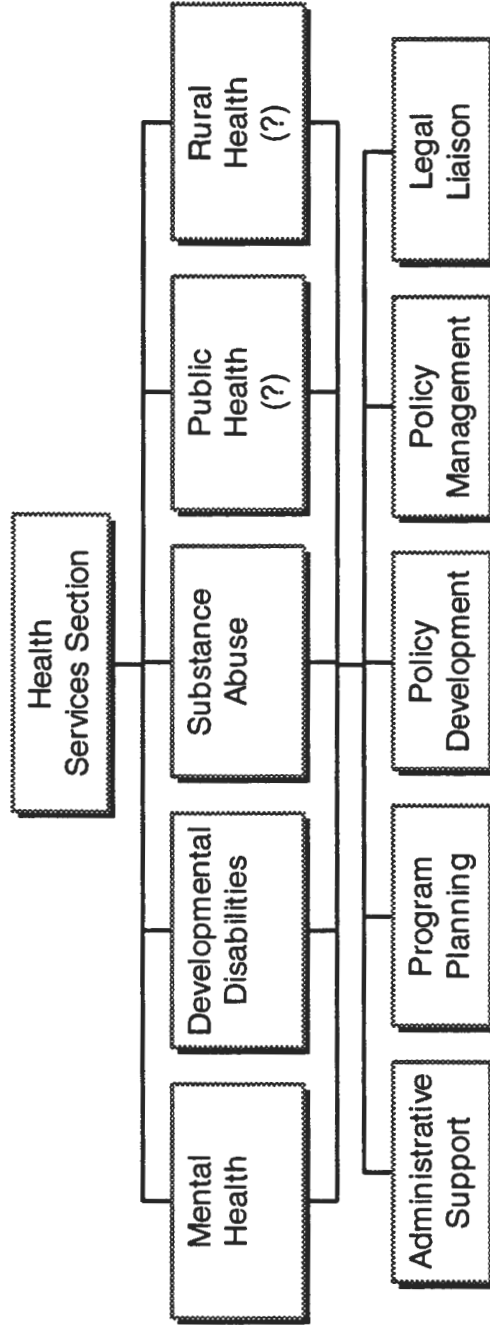 Health
Services Section
Mental
Health
Developmental
Disabilities
Substance
Abuse
Public
Health
(?)
Rural
Health
(?)
Administrative
Support
Program
Planning
Policy
Development
Policy
Management
Legal
Liaison